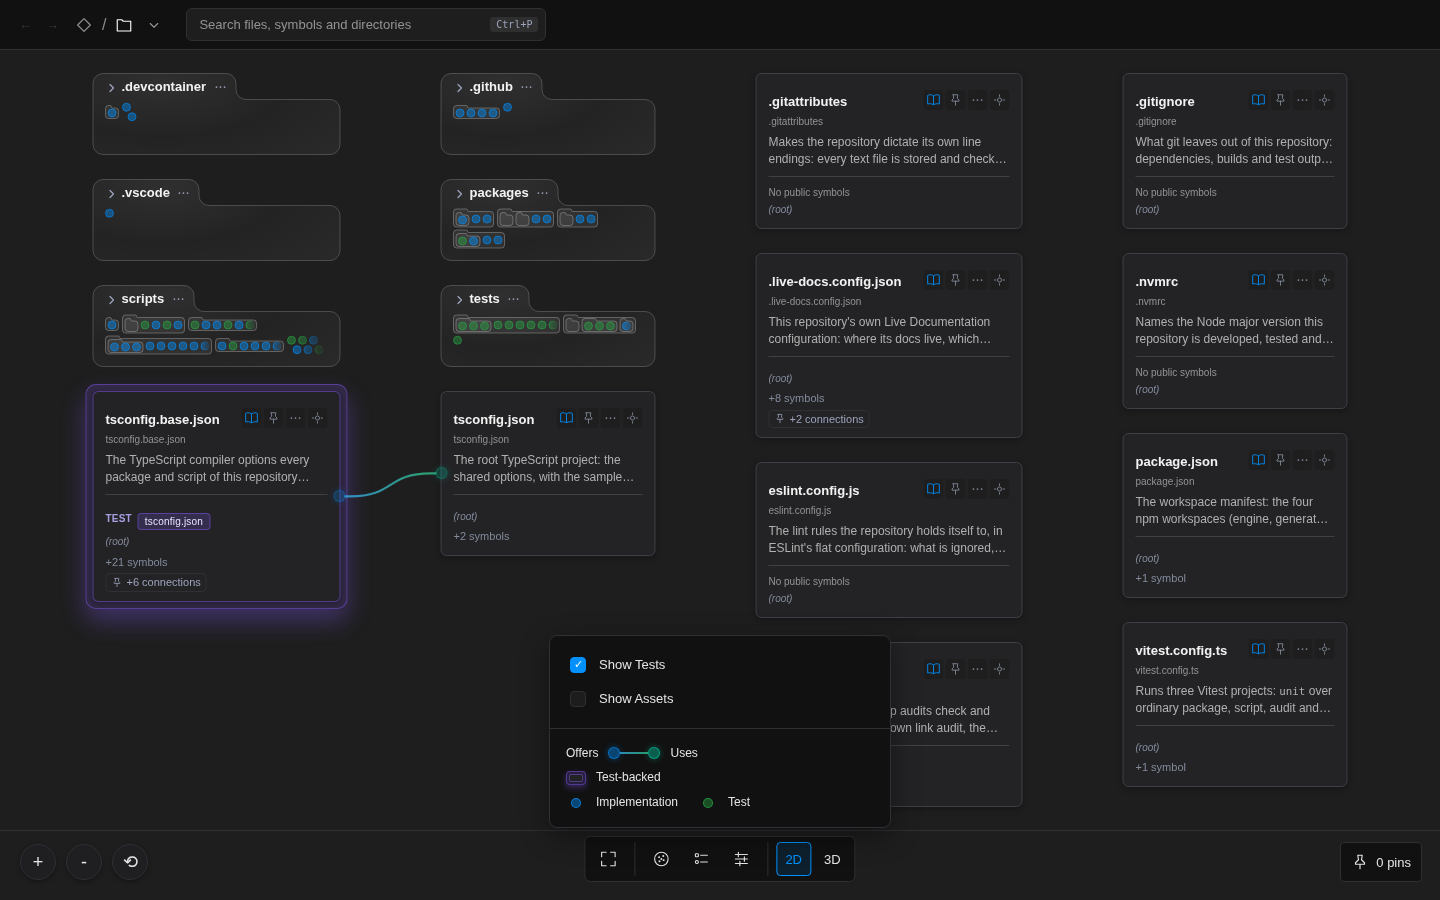 /
Search files, symbols and directories
Ctrl+P
.devcontainer
.github
.vscode
packages
scripts
tests
tsconfig.base.json
tsconfig.base.json
The TypeScript compiler options every
package and script of this repository…
TEST tsconfig.json
(root)
+21 symbols
+6 connections
tsconfig.json
tsconfig.json
The root TypeScript project: the
shared options, with the sample…
(root)
+2 symbols
.gitattributes
.gitattributes
Makes the repository dictate its own line
endings: every text file is stored and check…
No public symbols
(root)
.live-docs.config.json
.live-docs.config.json
This repository's own Live Documentation
configuration: where its docs live, which…
(root)
+8 symbols
+2 connections
eslint.config.js
eslint.config.js
The lint rules the repository holds itself to, in
ESLint's flat configuration: what is ignored,…
No public symbols
(root)
p audits check and
own link audit, the…
.gitignore
.gitignore
What git leaves out of this repository:
dependencies, builds and test outp…
No public symbols
(root)
.nvmrc
.nvmrc
Names the Node major version this
repository is developed, tested and…
No public symbols
(root)
package.json
package.json
The workspace manifest: the four
npm workspaces (engine, generat…
(root)
+1 symbol
vitest.config.ts
vitest.config.ts
Runs three Vitest projects: unit over
ordinary package, script, audit and…
(root)
+1 symbol
Show Tests
Show Assets
Offers Uses
Test-backed
Implementation Test
+ -
2D 3D
0 pins